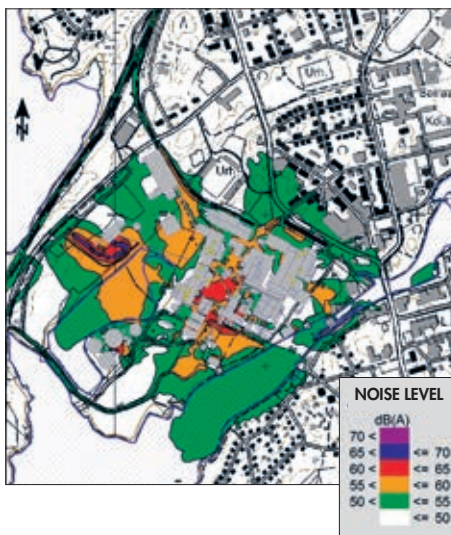 Urh.
Urh
N
NOISE LEVEL
dB(A)
70 <
65 < <= 70
60 < <= 65
55 < <= 60
50 < <= 55
<= 50